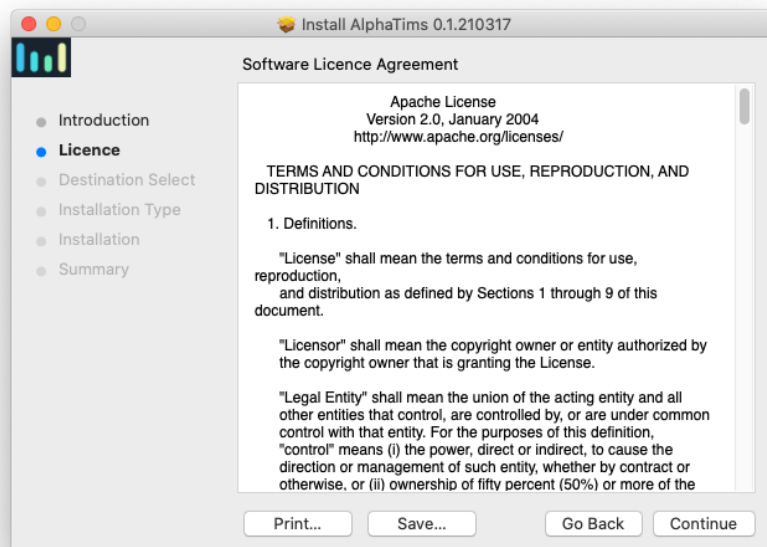 Install AlphaTims 0.1.210317
Software Licence Agreement
Introduction
Licence
Destination Select
Installation Type
Installation
Summary
Apache License
Version 2.0, January 2004
http://www.apache.org/licenses/
TERMS AND CONDITIONS FOR USE, REPRODUCTION, AND
DISTRIBUTION
1. Definitions.
"License" shall mean the terms and conditions for use,
reproduction,
and distribution as defined by Sections 1 through 9 of this
document.
"Licensor" shall mean the copyright owner or entity authorized by
the copyright owner that is granting the License.
"Legal Entity" shall mean the union of the acting entity and all
other entities that control, are controlled by, or are under common
control with that entity. For the purposes of this definition,
"control" means (i) the power, direct or indirect, to cause the
direction or management of such entity, whether by contract or
otherwise, or (ii) ownership of fifty percent (50%) or more of the
Print...
Save...
Go Back
Continue